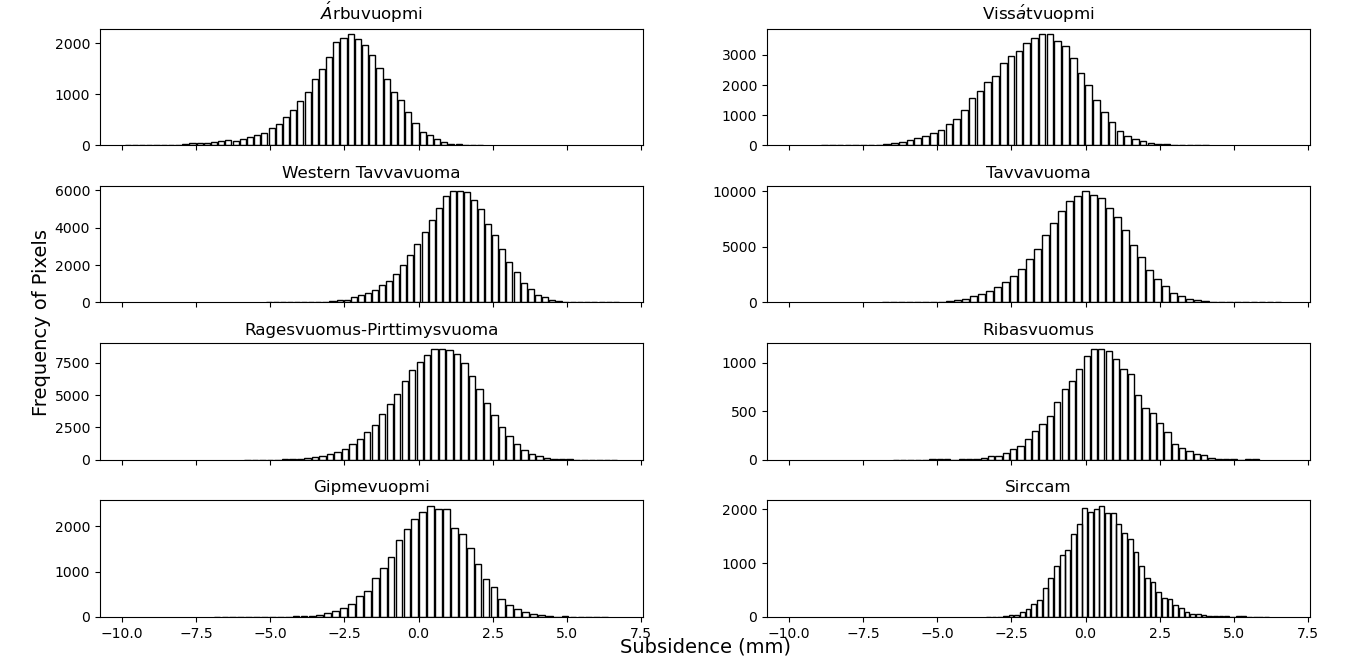 Árbuvuopmi
Vissátvuopmi
2000
1000
0
3000
2000
1000
0
Western Tavvavuoma
Tavvavuoma
6000
4000
2000
0
10000
5000
0
Ragesvuomus-Pirttimysvuoma
Ribasvuomus
7500
5000
2500
0
1000
500
0
Gipmevuopmi
Sirccam
2000
1000
0
2000
1000
0
−10.0 −7.5 −5.0 −2.5 0.0 2.5 5.0 7.5
−10.0 −7.5 −5.0 −2.5 0.0 2.5 5.0 7.5
Frequency of Pixels
Subsidence (mm)